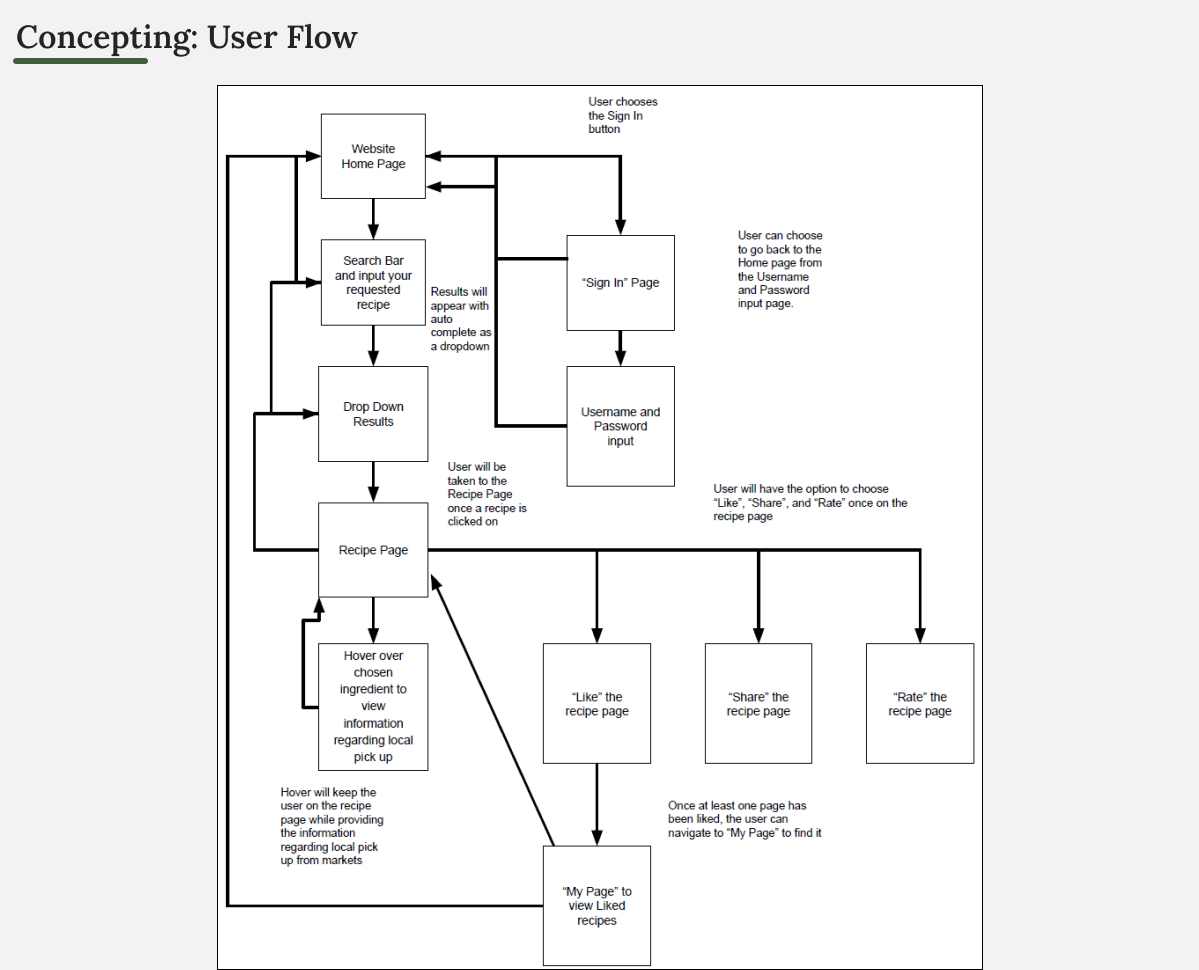 Concepting: User Flow
User chooses
the Sign In
button
Website
Home Page
User can choose
to go back to the
Home page from
the Username
and Password
input page.
Search Bar
and input your
requested
recipe
"Sign In" Page
Results will
appear with
auto
complete as
a dropdown
Drop Down
Results
Username and
Password
input
User will be
taken to the
Recipe Page
once a recipe is
clicked on
User will have the option to choose
“Like”, “Share”, and “Rate” once on the
recipe page
Recipe Page
Hover over
chosen
ingredient to
view
information
regarding local
pick up
“Like” the
recipe page
“Share” the
recipe page
“Rate” the
recipe page
Hover will keep the
user on the recipe
page while providing
the information
regarding local pick
up from markets
Once at least one page has
been liked, the user can
navigate to “My Page” to find it
“My Page” to
view Liked
recipes